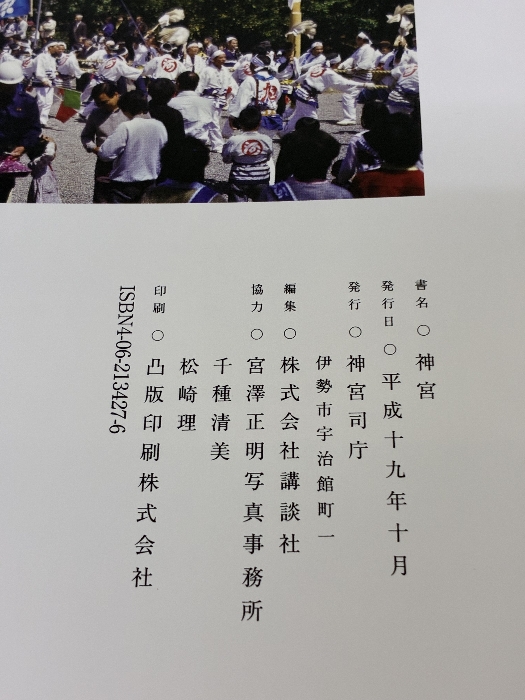 書名 ○ 神宮
発行日 ○ 平成十九年十月
発行 ○ 神宮司庁
伊勢市宇治館町一
編集 ○ 株式会社講談社
協力 ○ 宮澤正明写真事務所
千種清美
松崎理
印刷 ○ 凸版印刷株式会社
ISBN4-06-213427-6